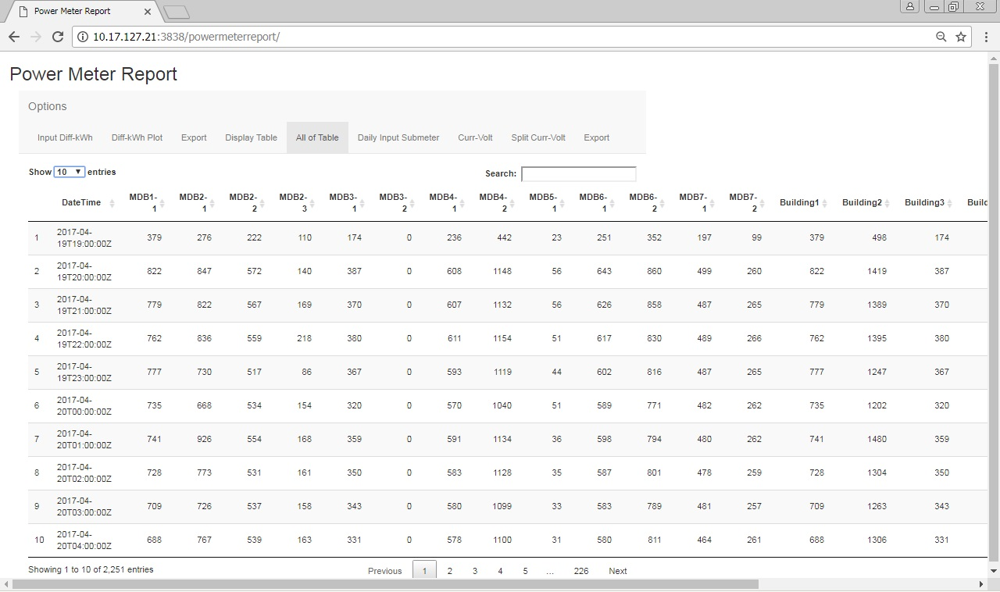 Power Meter Report
10.17.127.21:3838/powermeterreport/
Power Meter Report
Options
Input Diff-kWh Diff-kWh Plot Export Display Table All of Table Daily Input Submeter Curr-Volt Split Curr-Volt Export
Show 10 entries Search:
DateTime MDB1-1 MDB2-1 MDB2-2 MDB2-3 MDB3-1 MDB3-2 MDB4-1 MDB4-2 MDB5-1 MDB6-1 MDB6-2 MDB7-1 MDB7-2 Building1 Building2 Building3
1 2017-04-19T19:00:00Z 379 276 222 110 174 0 236 442 23 251 352 197 99 379 498 174
2 2017-04-19T20:00:00Z 822 847 572 140 387 0 608 1148 56 643 860 499 260 822 1419 387
3 2017-04-19T21:00:00Z 779 822 567 169 370 0 607 1132 56 626 858 487 265 779 1389 370
4 2017-04-19T22:00:00Z 762 836 559 218 380 0 611 1154 51 617 830 489 266 762 1395 380
5 2017-04-19T23:00:00Z 777 730 517 86 367 0 593 1119 44 602 816 487 265 777 1247 367
6 2017-04-20T00:00:00Z 735 668 534 154 320 0 570 1040 51 589 771 482 262 735 1202 320
7 2017-04-20T01:00:00Z 741 926 554 168 359 0 591 1134 36 598 794 480 262 741 1480 359
8 2017-04-20T02:00:00Z 728 773 531 161 350 0 583 1128 35 587 801 478 259 728 1304 350
9 2017-04-20T03:00:00Z 709 726 537 158 343 0 580 1099 33 583 789 481 257 709 1263 343
10 2017-04-20T04:00:00Z 688 767 539 163 331 0 578 1100 31 580 811 464 261 688 1306 331
Showing 1 to 10 of 2,251 entries Previous 1 2 3 4 5 ... 226 Next